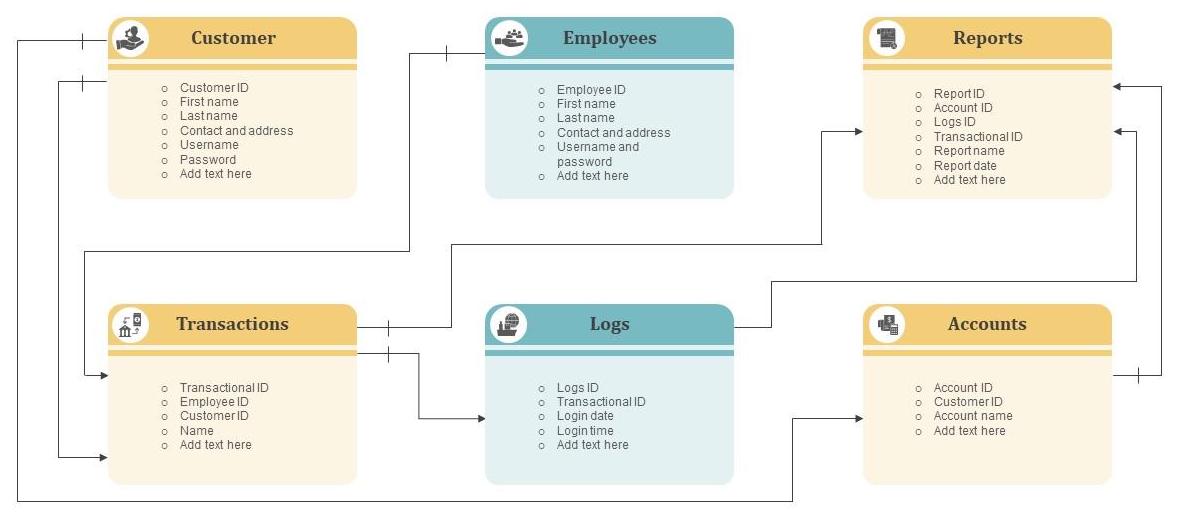 Customer
Customer ID
First name
Last name
Contact and address
Username
Password
Add text here
Employees
Employee ID
First name
Last name
Contact and address
Username and
password
Add text here
Reports
Report ID
Account ID
Logs ID
Transactional ID
Report name
Report date
Add text here
Transactions
Transactional ID
Employee ID
Customer ID
Name
Add text here
Logs
Logs ID
Transactional ID
Login date
Login time
Add text here
Accounts
Account ID
Customer ID
Account name
Add text here